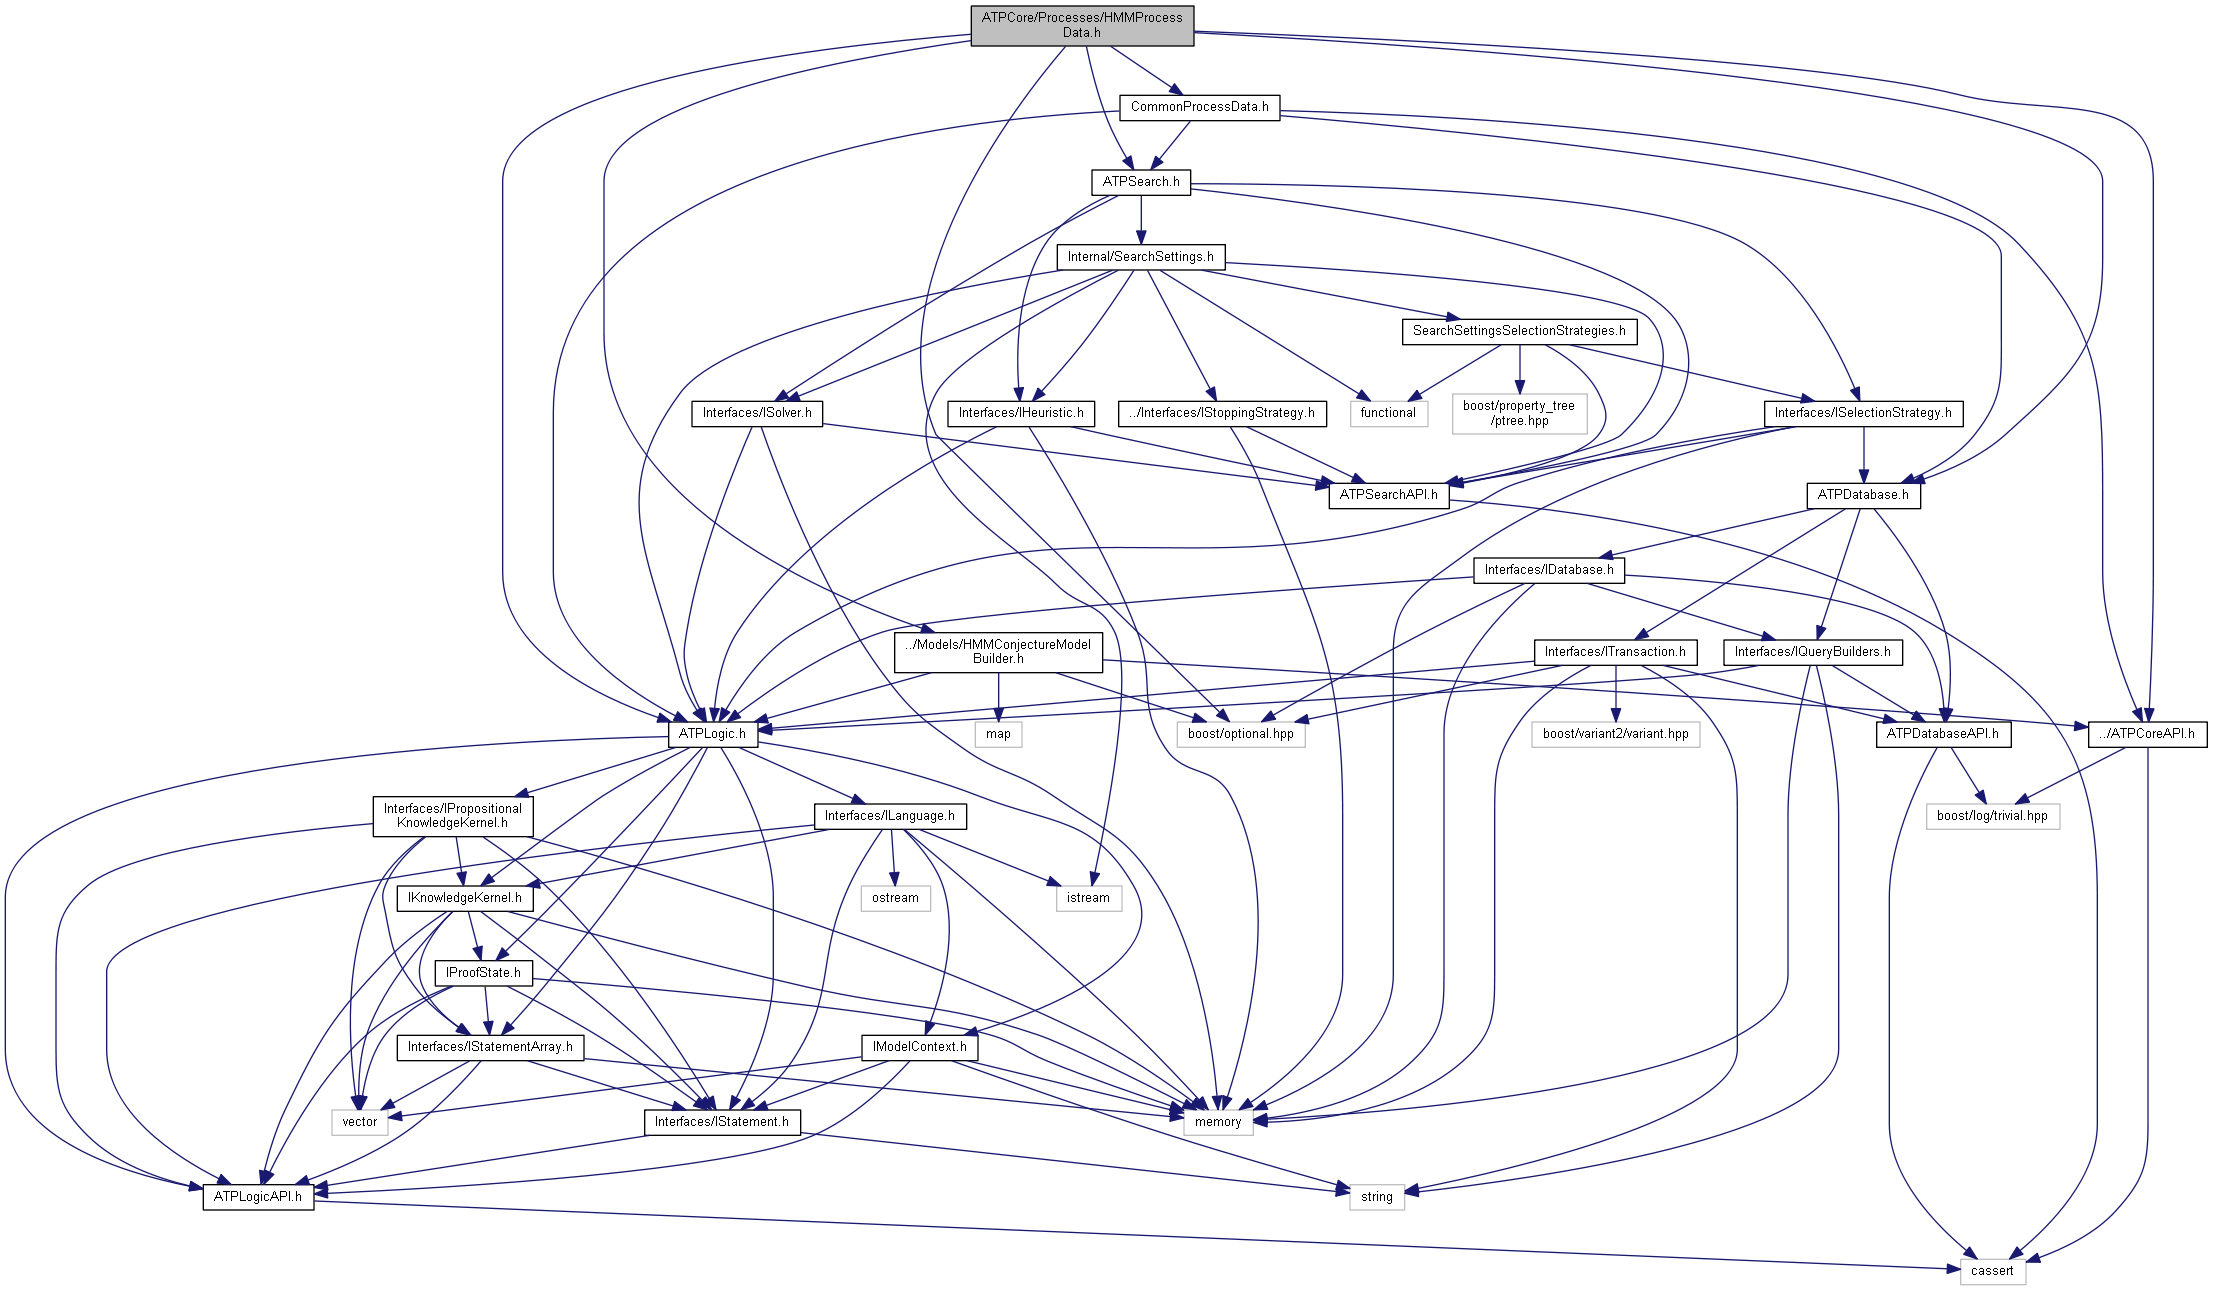 ATPCore/Processes/HMMProcess
Data.h
CommonProcessData.h
ATPSearch.h
Internal/SearchSettings.h
SearchSettingsSelectionStrategies.h
Interfaces/ISolver.h
Interfaces/IHeuristic.h
../Interfaces/IStoppingStrategy.h
functional
boost/property_tree
/ptree.hpp
Interfaces/ISelectionStrategy.h
ATPSearchAPI.h
ATPDatabase.h
Interfaces/IDatabase.h
../Models/HMMConjectureModel
Builder.h
Interfaces/ITransaction.h
Interfaces/IQueryBuilders.h
ATPLogic.h
map
boost/optional.hpp
boost/variant2/variant.hpp
ATPDatabaseAPI.h
../ATPCoreAPI.h
Interfaces/IPropositional
KnowledgeKernel.h
Interfaces/ILanguage.h
boost/log/trivial.hpp
IKnowledgeKernel.h
ostream
istream
IProofState.h
Interfaces/IStatementArray.h
IModelContext.h
vector
Interfaces/IStatement.h
memory
ATPLogicAPI.h
string
cassert